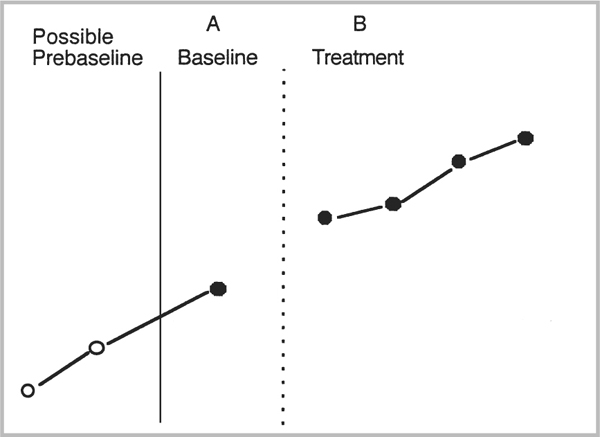 A
B
Possible
Prebaseline
Baseline
Treatment